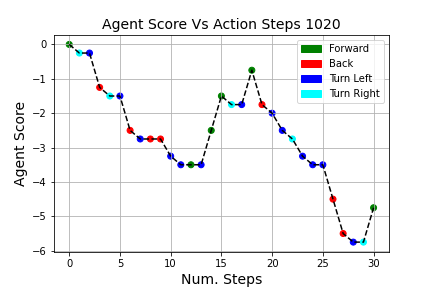 Agent Score Vs Action Steps 1020
Forward
Back
Turn Left
Turn Right
Agent Score
0
−1
−2
−3
−4
−5
−6
0 5 10 15 20 25 30
Num. Steps